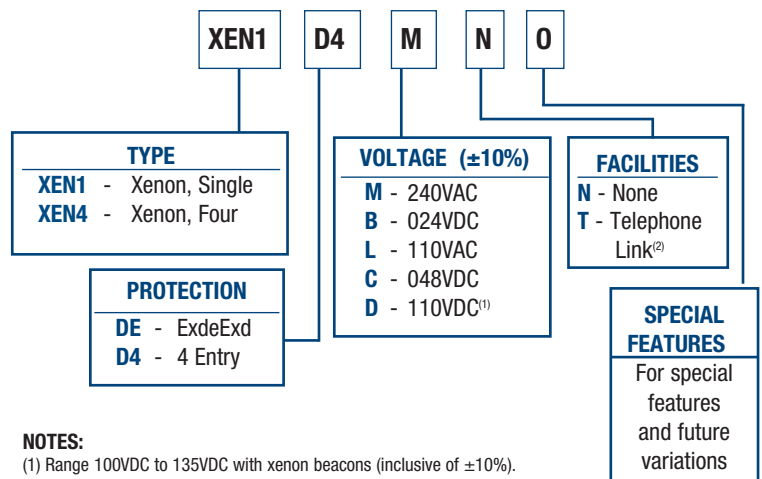 XEN1 D4 M N O
TYPE
XEN1 - Xenon, Single
XEN4 - Xenon, Four
PROTECTION
DE - ExdeExd
D4 - 4 Entry
VOLTAGE (±10%)
M - 240VAC
B - 024VDC
L - 110VAC
C - 048VDC
D - 110VDC(1)
FACILITIES
N - None
T - Telephone
Link(2)
SPECIAL
FEATURES
For special
features
and future
variations
NOTES:
(1) Range 100VDC to 135VDC with xenon beacons (inclusive of ±10%).